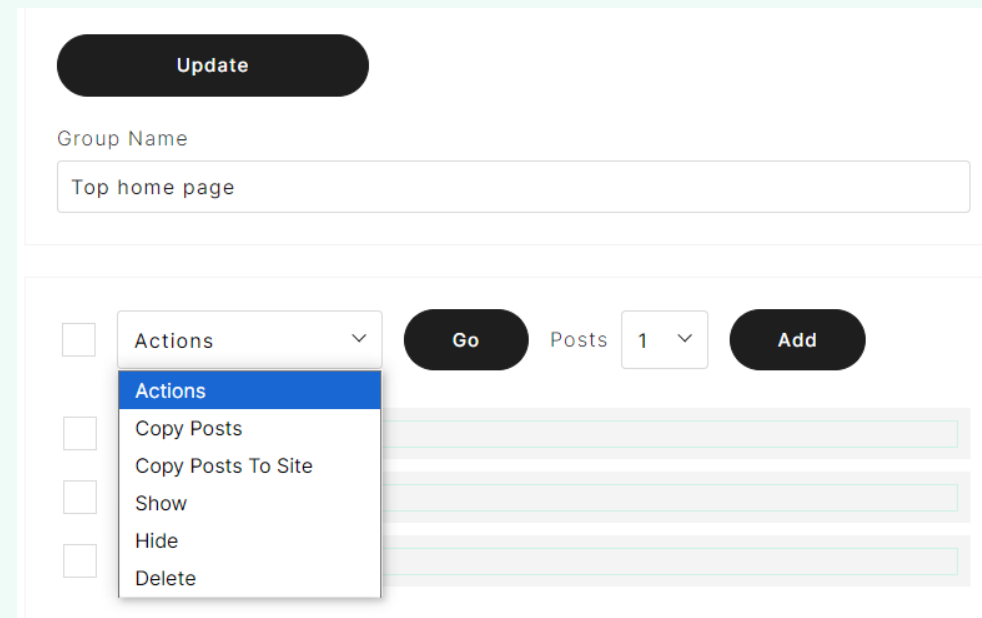 Update
Group Name
Top home page
Actions Go Posts 1 Add
Actions
Copy Posts
Copy Posts To Site
Show
Hide
Delete